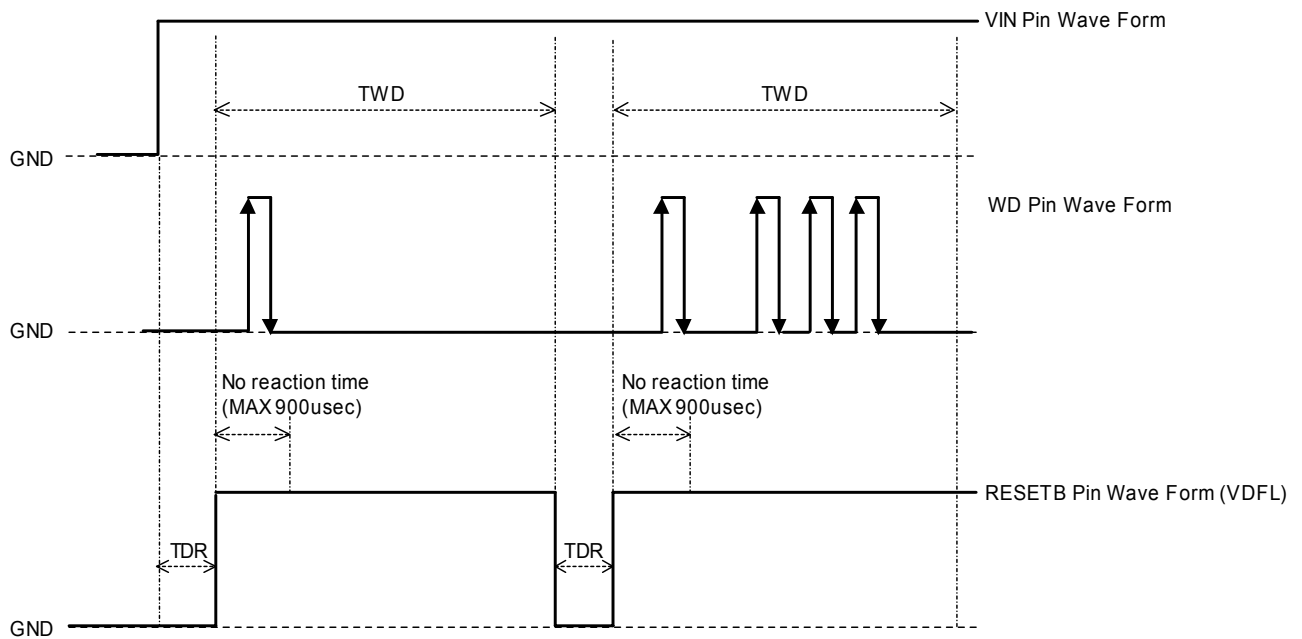 VIN Pin Wave Form
TWD
TWD
GND
WD Pin Wave Form
GND
No reaction time
(MAX 900usec)
No reaction time
(MAX 900usec)
RESETB Pin Wave Form (VDFL)
TDR
TDR
GND